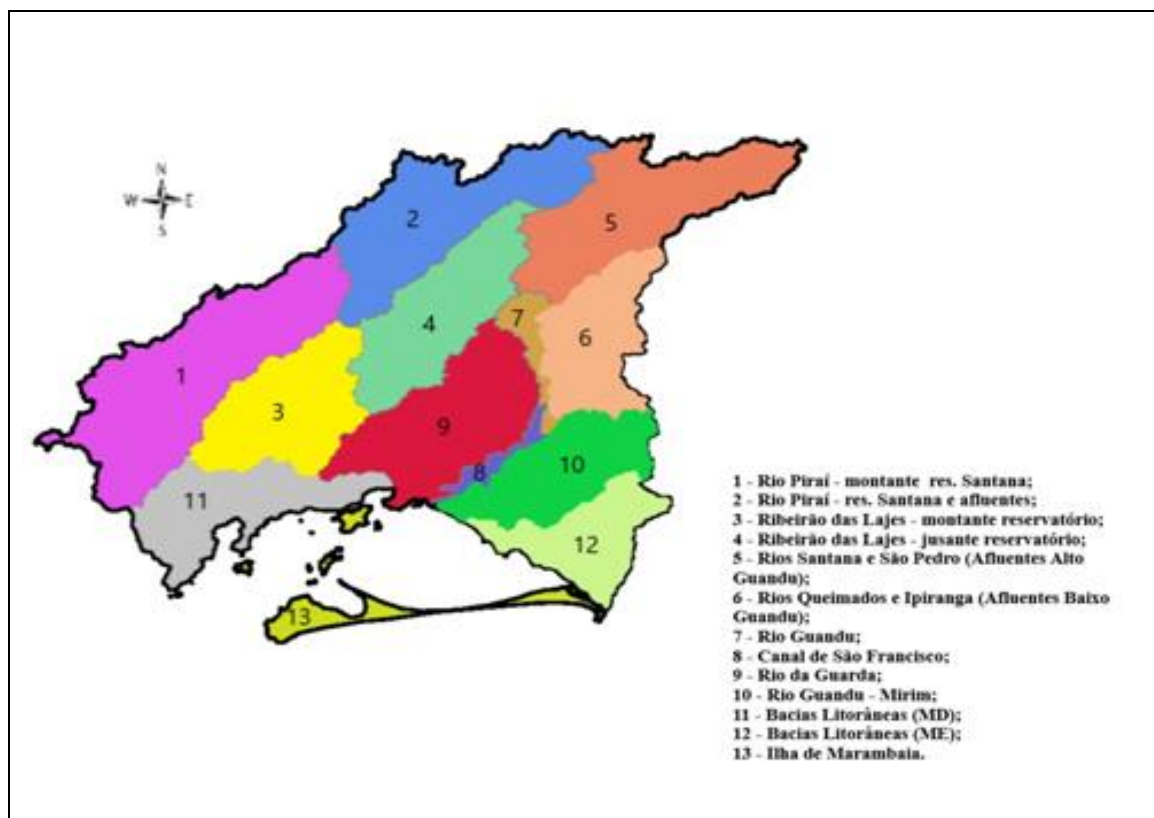 N
W E
S
2
5
7
4
6
1
3
9
10
8
11
12
13
1 - Rio Piraí - montante res. Santana;
2 - Rio Piraí - res. Santana e afluentes;
3 - Ribeirão das Lajes - montante reservatório;
4 - Ribeirão das Lajes - jusante reservatório;
5 - Rios Santana e São Pedro (Afluentes Alto
Guandu);
6 - Rios Queimados e Ipiranga (Afluentes Baixo
Guandu);
7 - Rio Guandu;
8 - Canal de São Francisco;
9 - Rio da Guarda;
10 - Rio Guandu - Mirim;
11 - Bacias Litorâneas (MD);
12 - Bacias Litorâneas (ME);
13 - Ilha de Marambaia.